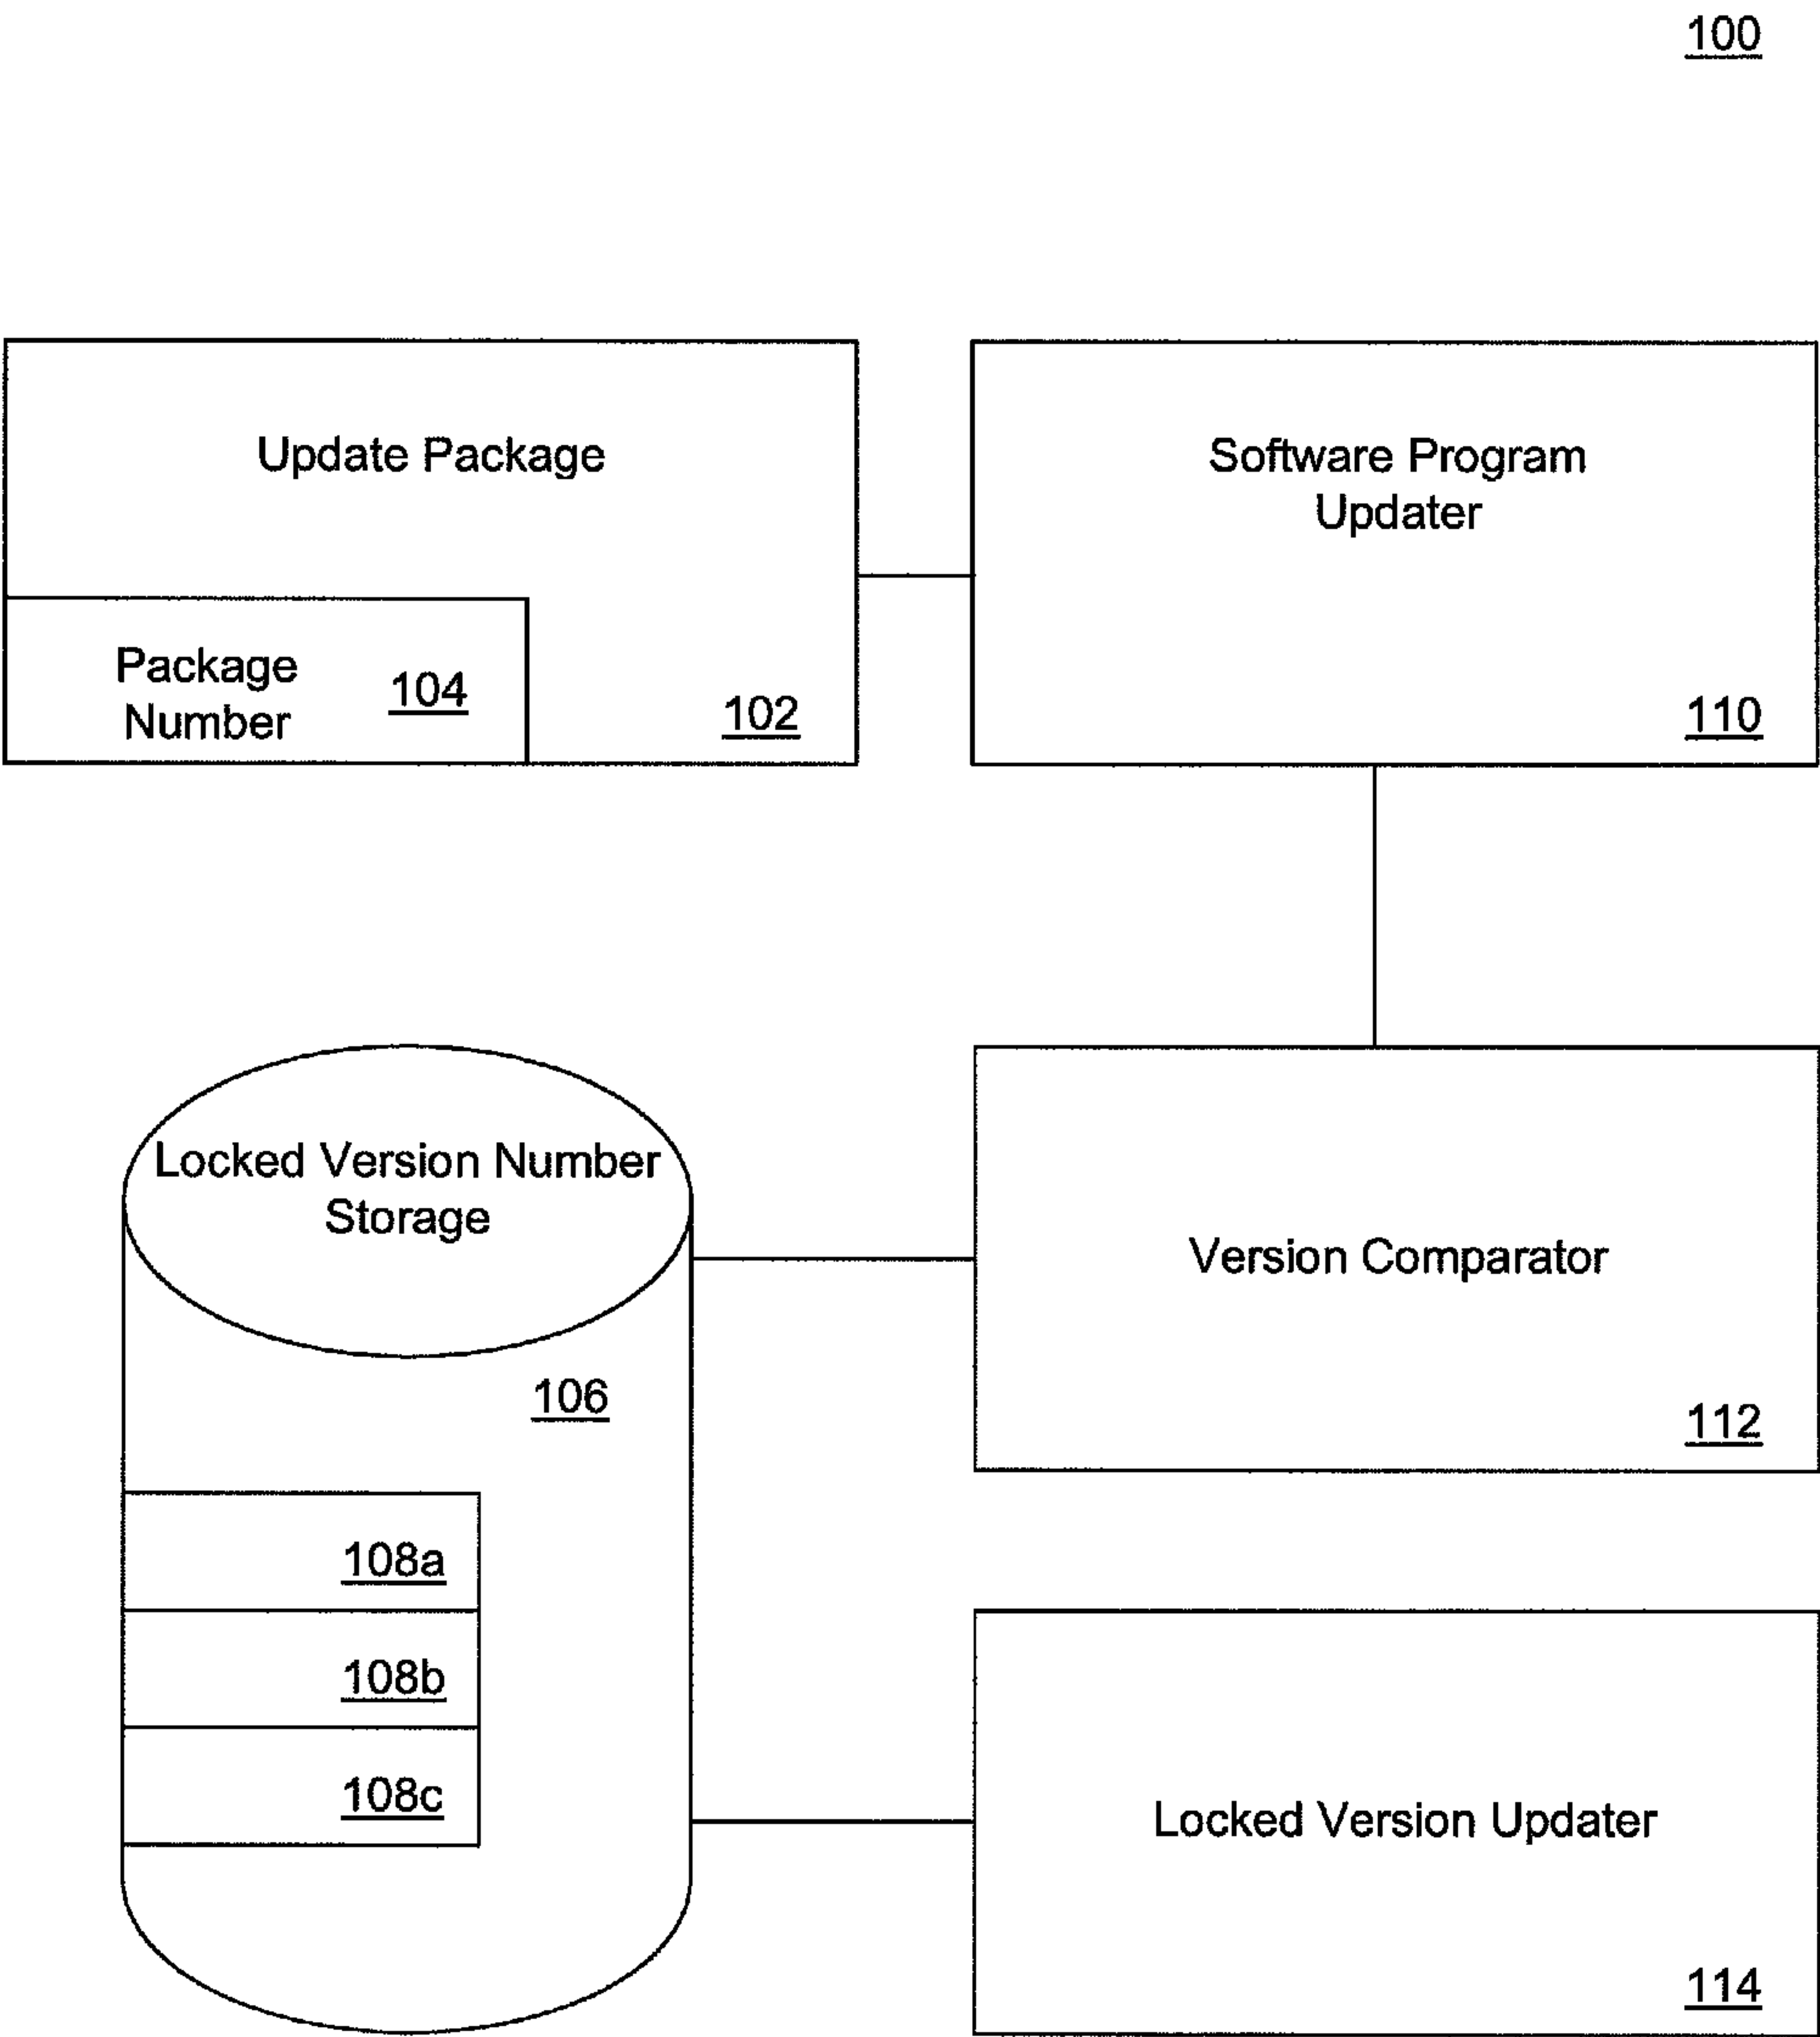 100
Update Package
Package
Number
104
102
Software Program
Updater
110
Locked Version Number
Storage
106
108a
108b
108c
Version Comparator
112
Locked Version Updater
114